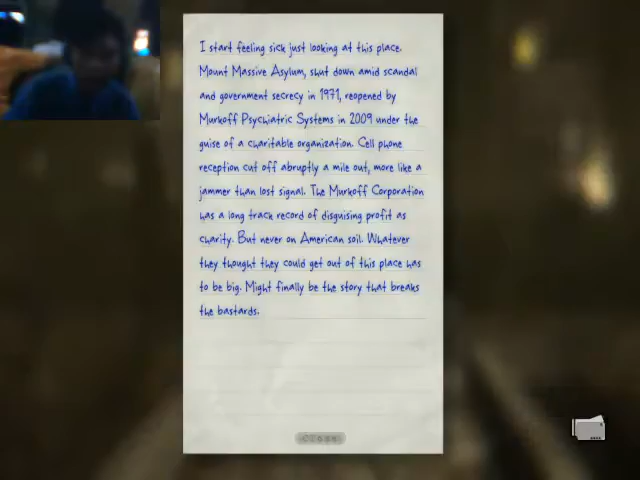 I start feeling sick just looking at this place.
Mount Massive Asylum, shut down amid scandal
and government secrecy in 1971, reopened by
Murkoff Psychiatric Systems in 2009 under the
guise of a charitable organization. Cell phone
reception cut off abruptly a mile out, more like a
jammer than lost signal. The Murkoff Corporation
has a long track record of disguising profit as
charity. But never on American soil. Whatever
they thought they could get out of this place has
to be big. Might finally be the story that breaks
the bastards.
CLOSE